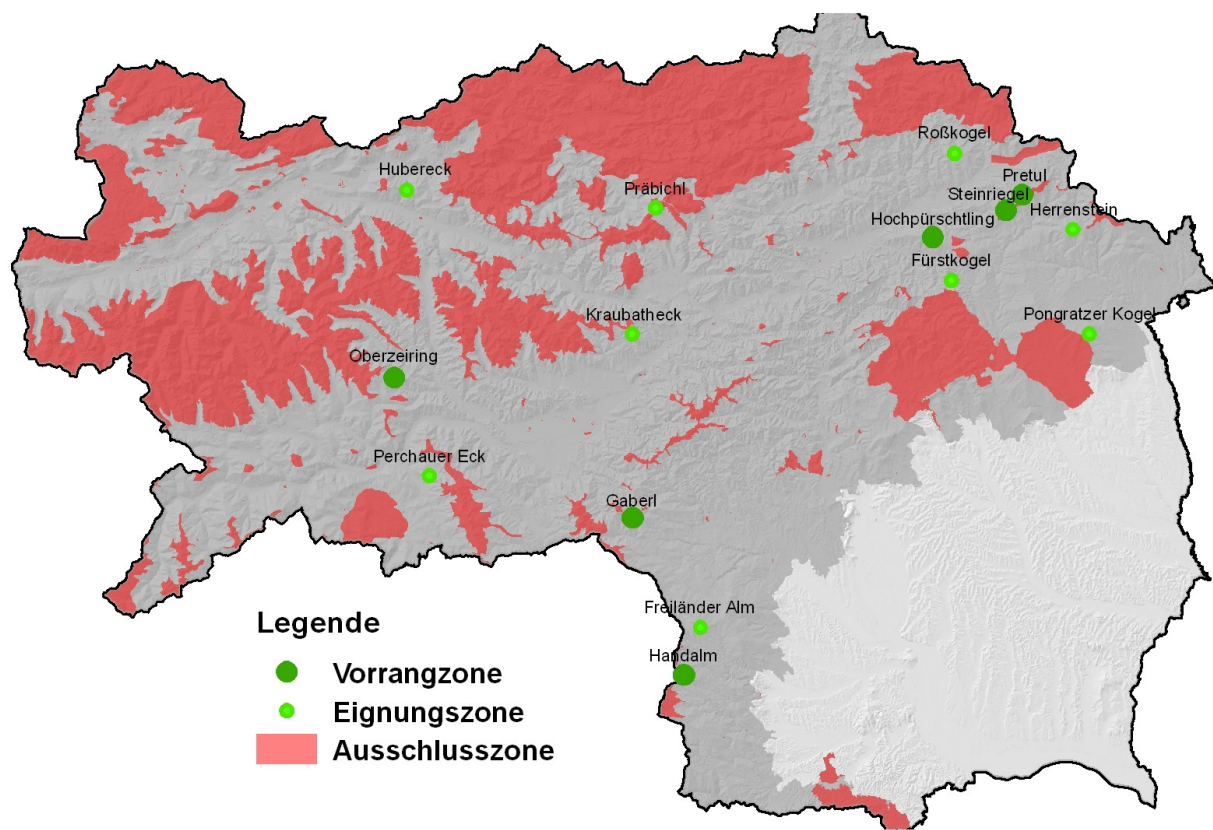 Roßkogel
Hubereck
Pretul
Präbichl
Steinriegel
Herrenstein
Hochpürschtling
Fürstkogel
Kraubatheck
Pongratzer Kogel
Oberzeiring
Perchauer Eck
Gaberl
Freiländer Alm
Handalm
Legende
Vorrangzone
Eignungszone
Ausschlusszone